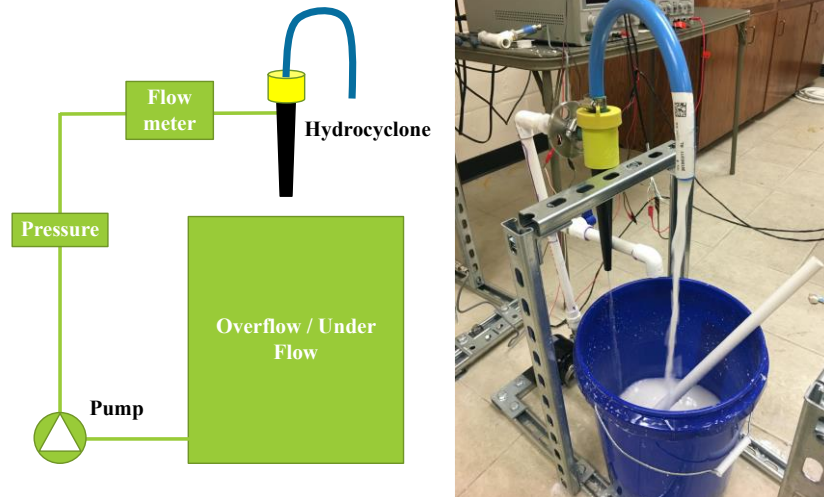 Flow
meter
Hydrocyclone
Pressure
Overflow / Under
Flow
Pump